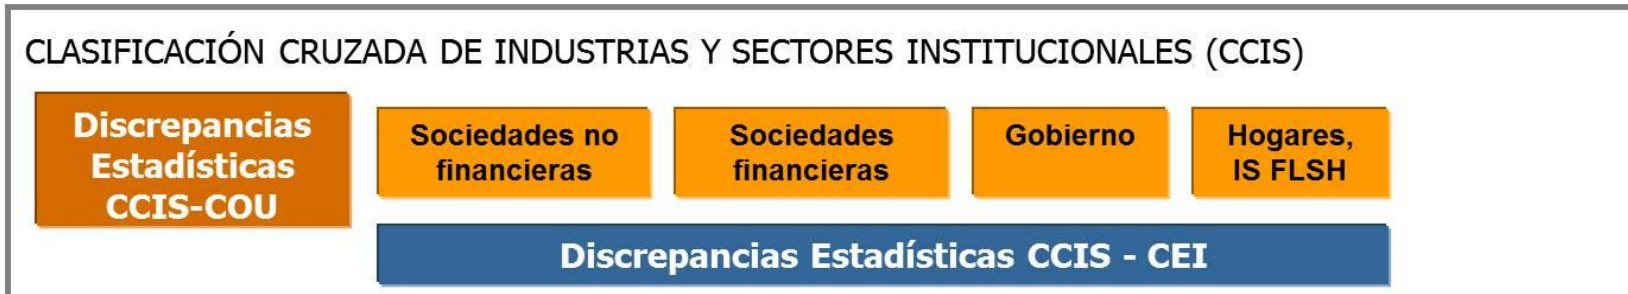 CLASIFICACIÓN CRUZADA DE INDUSTRIAS Y SECTORES INSTITUCIONALES (CCIS)
Discrepancias
Estadísticas
CCIS-COU
Sociedades no
financieras
Sociedades
financieras
Gobierno
Hogares,
IS FLSH
Discrepancias Estadísticas CCIS - CEI